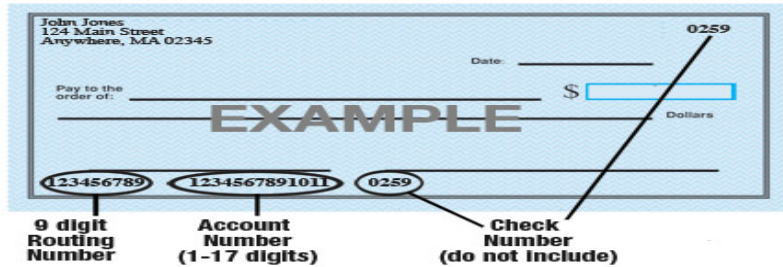 John Jones
124 Main Street
Anywhere, MA 02345
0259
Date:
Pay to the
order of:
$
EXAMPLE
Dollars
123456789
1234567891011
0259
9 digit
Routing
Number
Account
Number
(1-17 digits)
Check
Number
(do not include)